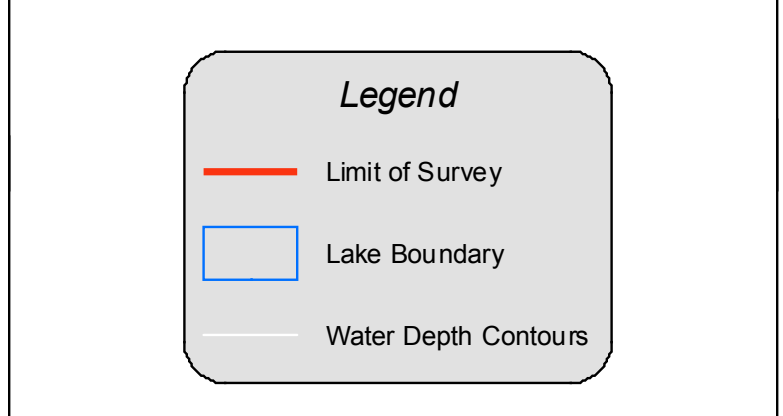 Legend
Limit of Survey
Lake Boundary
Water Depth Contours